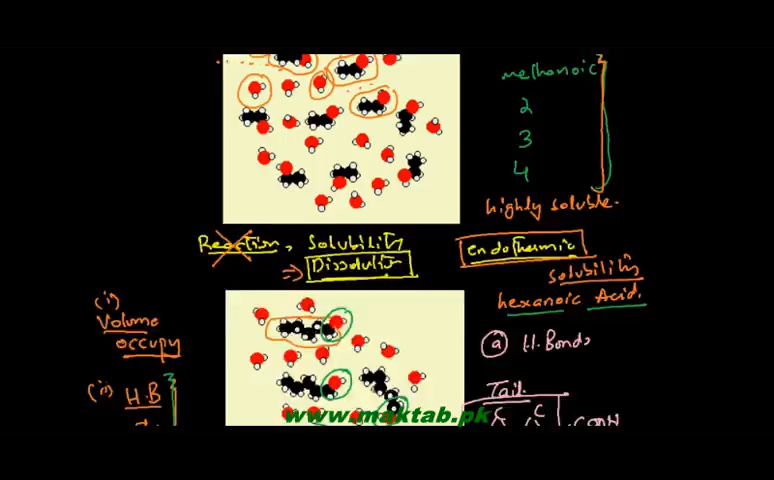 methanoic
2
3
4
highly soluble.
Reaction, Solubility
Dissolution
endothermic
solubility
hexanoic Acid.
(i)
Volume
occupy
(ii) H.B
(a) H.Bonds
Tail.
C C
COOH
www.maktab.pk